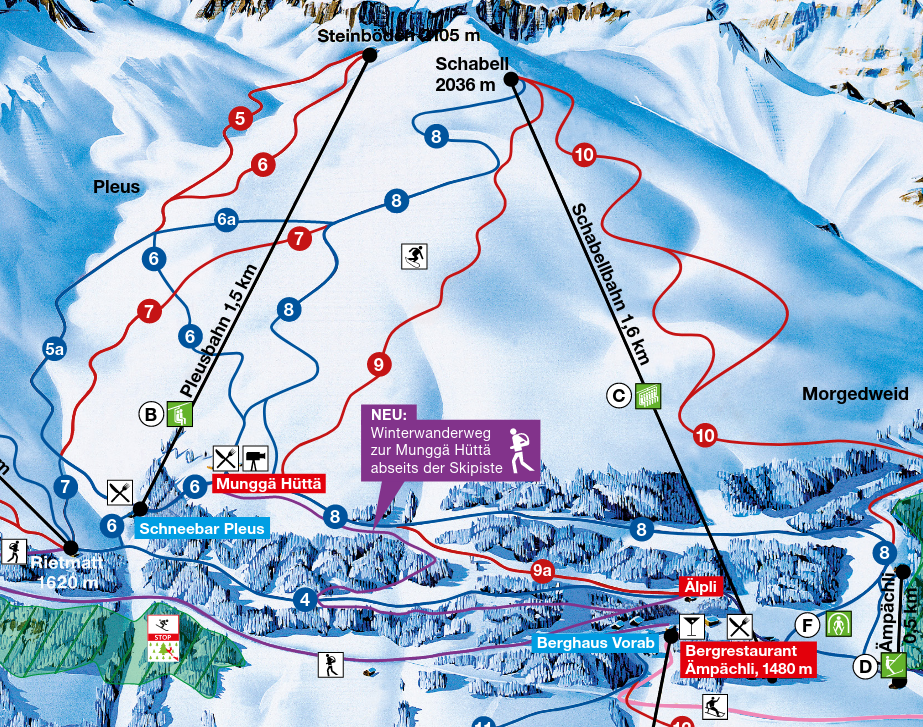 Steinböden 2105 m
Schabell
2036 m
5
8
6
10
Pleus
8
6a
7
6
Schabellbahn 1,6 km
7
8
6
5a
Pleusbahn 1,5 km
9
C
Morgedweid
B
NEU:
Winterwanderweg
zur Munggä Hüttä
abseits der Skipiste
10
m
7
6
Munggä Hüttä
8
6
Schneebar Pleus
8
8
Rietmatt
1620 m
9a
Älpli
4
Ämpächli
0,5 km
STOP
F
Berghaus Vorab
Bergrestaurant
Ämpächli, 1480 m
D
11
12